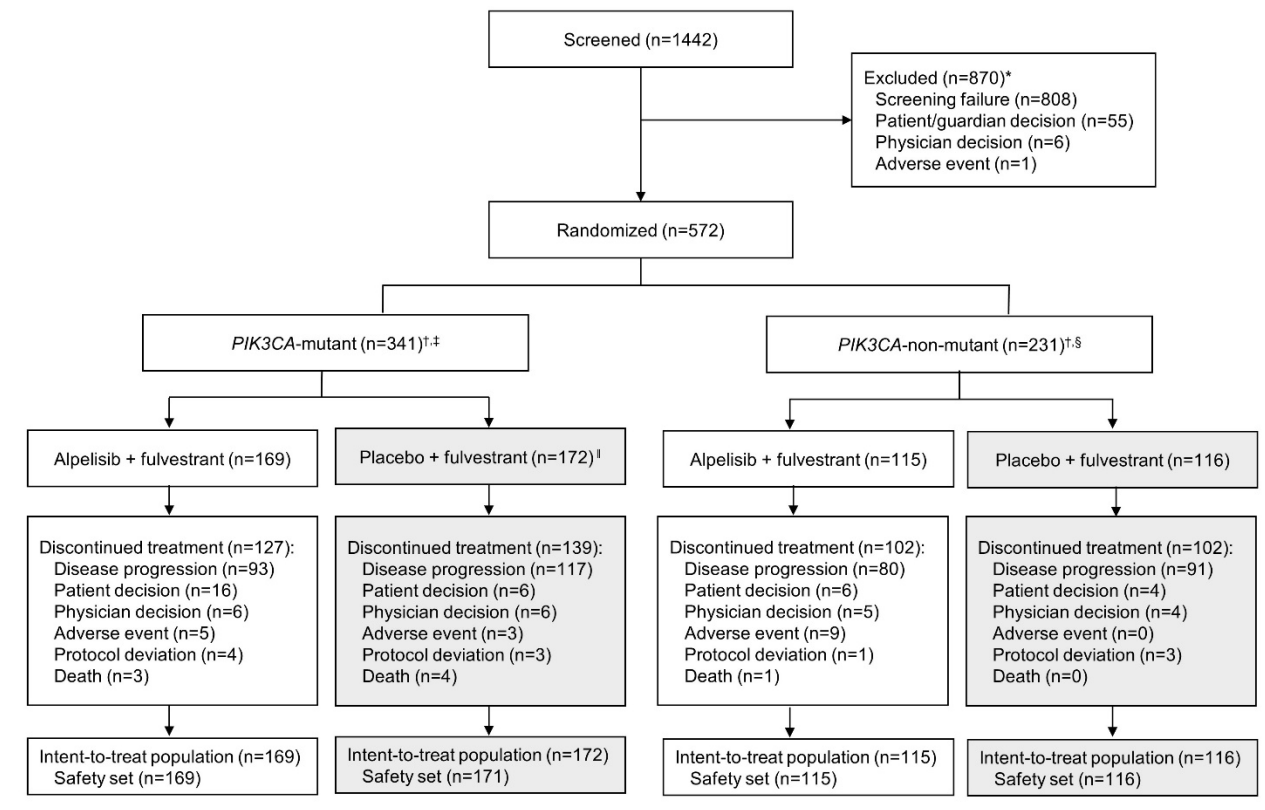 Screened (n=1442)
Excluded (n=870)*
Screening failure (n=808)
Patient/guardian decision (n=55)
Physician decision (n=6)
Adverse event (n=1)
Randomized (n=572)
PIK3CA-mutant (n=341)†,‡
PIK3CA-non-mutant (n=231)†,§
Alpelisib + fulvestrant (n=169)
Placebo + fulvestrant (n=172)‖
Alpelisib + fulvestrant (n=115)
Placebo + fulvestrant (n=116)
Discontinued treatment (n=127):
Disease progression (n=93)
Patient decision (n=16)
Physician decision (n=6)
Adverse event (n=5)
Protocol deviation (n=4)
Death (n=3)
Discontinued treatment (n=139):
Disease progression (n=117)
Patient decision (n=6)
Physician decision (n=6)
Adverse event (n=3)
Protocol deviation (n=3)
Death (n=4)
Discontinued treatment (n=102):
Disease progression (n=80)
Patient decision (n=6)
Physician decision (n=5)
Adverse event (n=9)
Protocol deviation (n=1)
Death (n=1)
Discontinued treatment (n=102):
Disease progression (n=91)
Patient decision (n=4)
Physician decision (n=4)
Adverse event (n=0)
Protocol deviation (n=3)
Death (n=0)
Intent-to-treat population (n=169)
Safety set (n=169)
Intent-to-treat population (n=172)
Safety set (n=171)
Intent-to-treat population (n=115)
Safety set (n=115)
Intent-to-treat population (n=116)
Safety set (n=116)